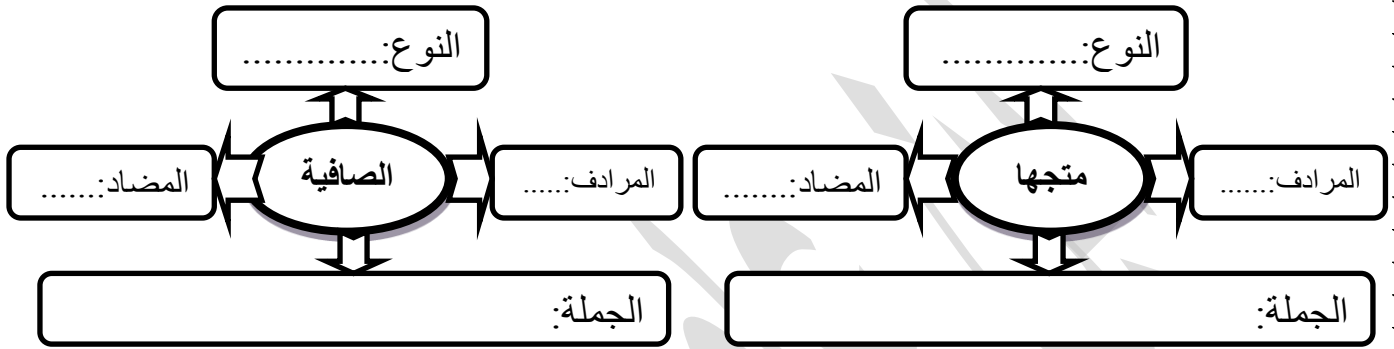 النوع:.............
النوع:.............
المرادف:......
متجها
المضاد:........
المرادف:.....
الصافية
المضاد:.......
الجملة:
الجملة: